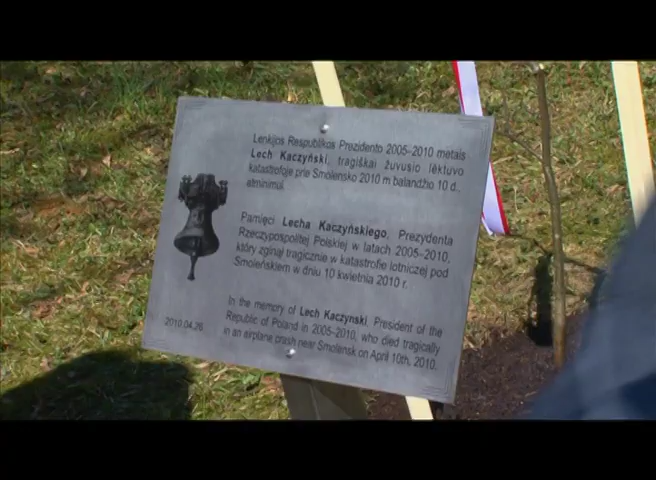 Lenkijos Respublikos Prezidento 2005–2010 metais
Lech Kaczyński, tragiškai žuvusio lėktuvo
katastrofoje prie Smolensko 2010 m balandžio 10 d.,
atminimui.
Pamięci Lecha Kaczyńskiego, Prezydenta
Rzeczypospolitej Polskiej w latach 2005–2010,
który zginął tragicznie w katastrofie lotniczej pod
Smoleńskiem w dniu 10 kwietnia 2010 r.
In the memory of Lech Kaczynski, President of the
Republic of Poland in 2005–2010, who died tragically
in an airplane crash near Smolensk on April 10th, 2010.
2010.04.26